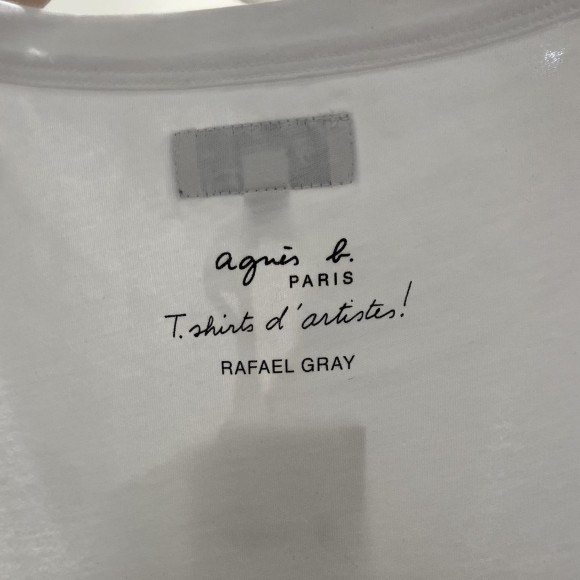 agnès b.
PARIS
T.shirts d'artistes!
RAFAEL GRAY